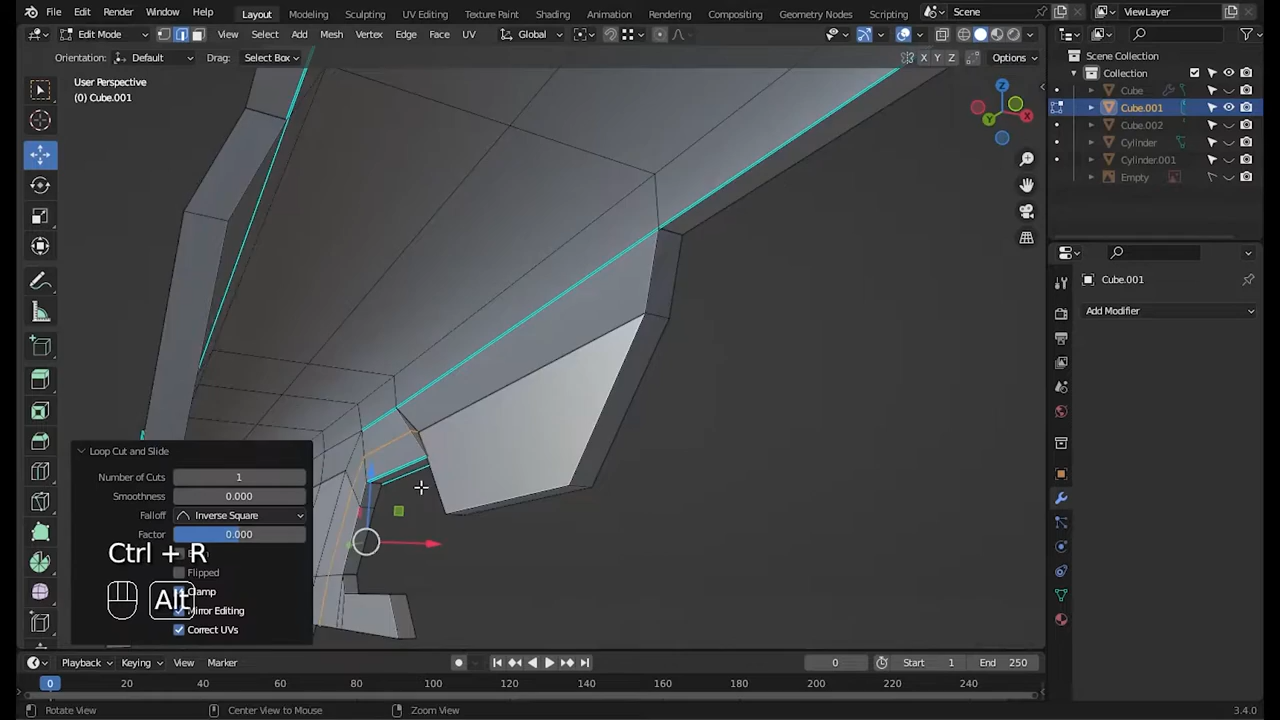 File Edit Render Window Help Layout Modeling Sculpting UV Editing Texture Paint Shading Animation Rendering Compositing Geometry Nodes Scripting Scene ViewLayer
Edit Mode View Select Add Mesh Vertex Edge Face UV Global
Orientation: Default Drag: Select Box X Y Z Options
User Perspective
(0) Cube.001
Z
Y
X
Scene Collection
Collection
Cube
Cube.001
Cube.002
Cylinder
Cylinder.001
Empty
Cube.001
Add Modifier
Loop Cut and Slide
Number of Cuts 1
Smoothness 0.000
Falloff Inverse Square
Factor 0.000
Ctrl + R
Flipped
Alt
Clamp
Mirror Editing
Correct UVs
Playback Keying View Marker 0 Start 1 End 250
0 20 40 60 80 100 120 140 160 180 200 220 240
Rotate View Center View to Mouse Zoom View 3.4.0